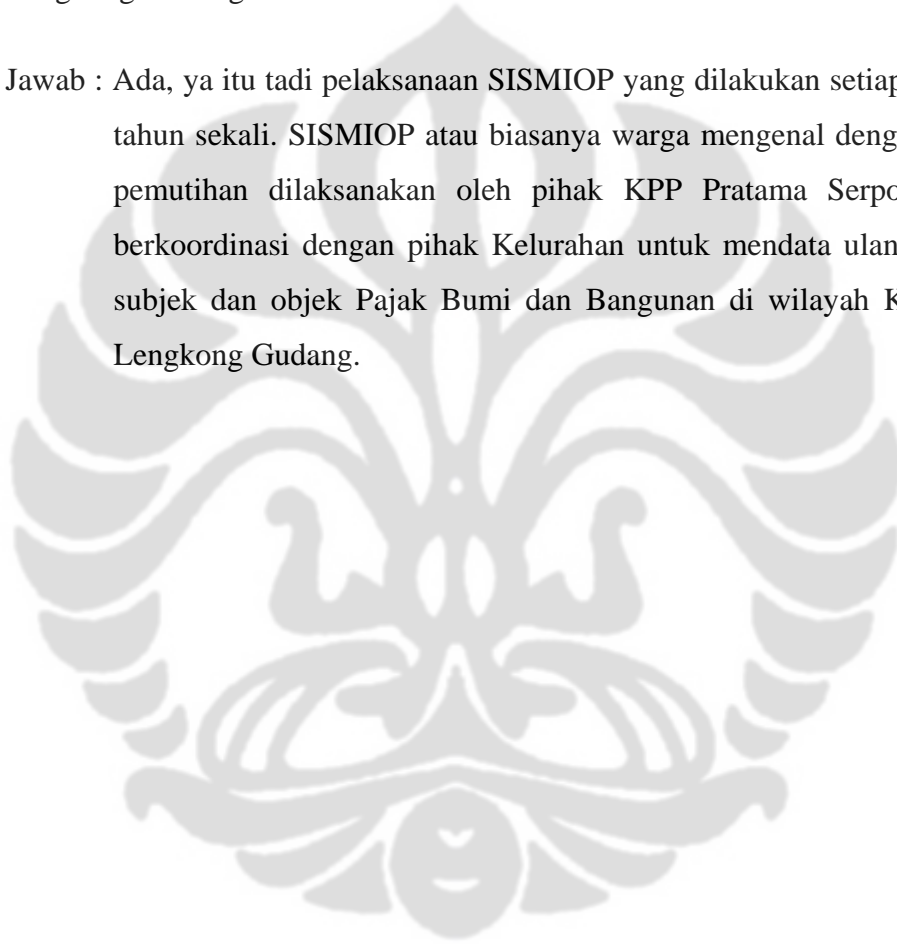 Jawab : Ada, ya itu tadi pelaksanaan SISMIOP yang dilakukan setiap
tahun sekali. SISMIOP atau biasanya warga mengenal deng
pemutihan dilaksanakan oleh pihak KPP Pratama Serpo
berkoordinasi dengan pihak Kelurahan untuk mendata ulan
subjek dan objek Pajak Bumi dan Bangunan di wilayah K
Lengkong Gudang.